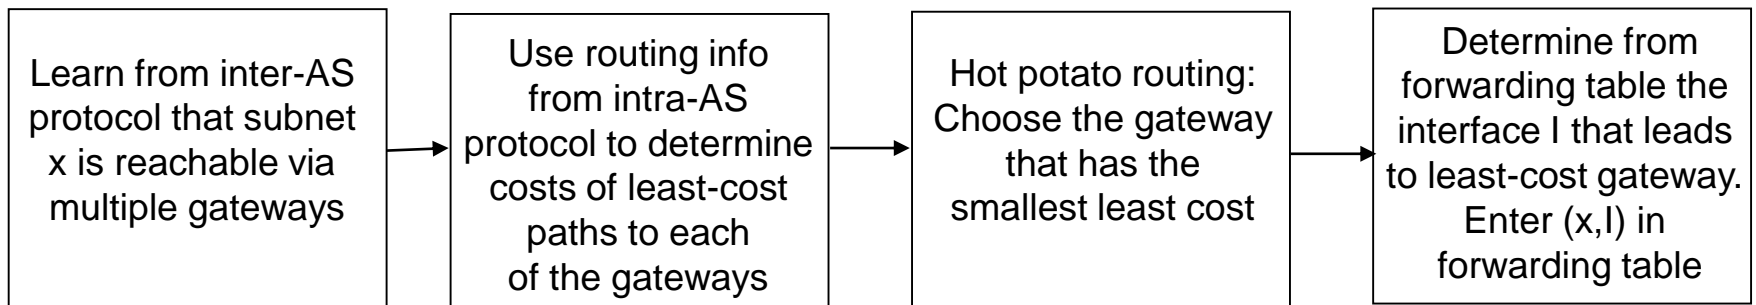 Learn from inter-AS
protocol that subnet
x is reachable via
multiple gateways
Use routing info
from intra-AS
protocol to determine
costs of least-cost
paths to each
of the gateways
Hot potato routing:
Choose the gateway
that has the
smallest least cost
Determine from
forwarding table the
interface I that leads
to least-cost gateway.
Enter (x,I) in
forwarding table